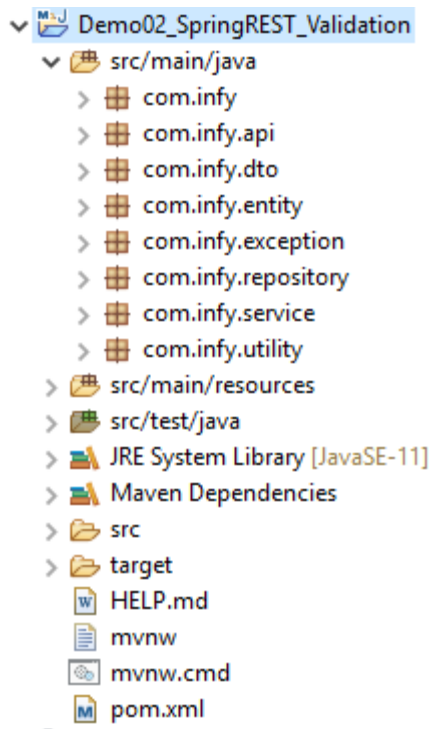 Demo02_SpringREST_Validation
src/main/java
com.infy
com.infy.api
com.infy.dto
com.infy.entity
com.infy.exception
com.infy.repository
com.infy.service
com.infy.utility
src/main/resources
src/test/java
JRE System Library [JavaSE-11]
Maven Dependencies
src
target
HELP.md
mvnw
mvnw.cmd
pom.xml